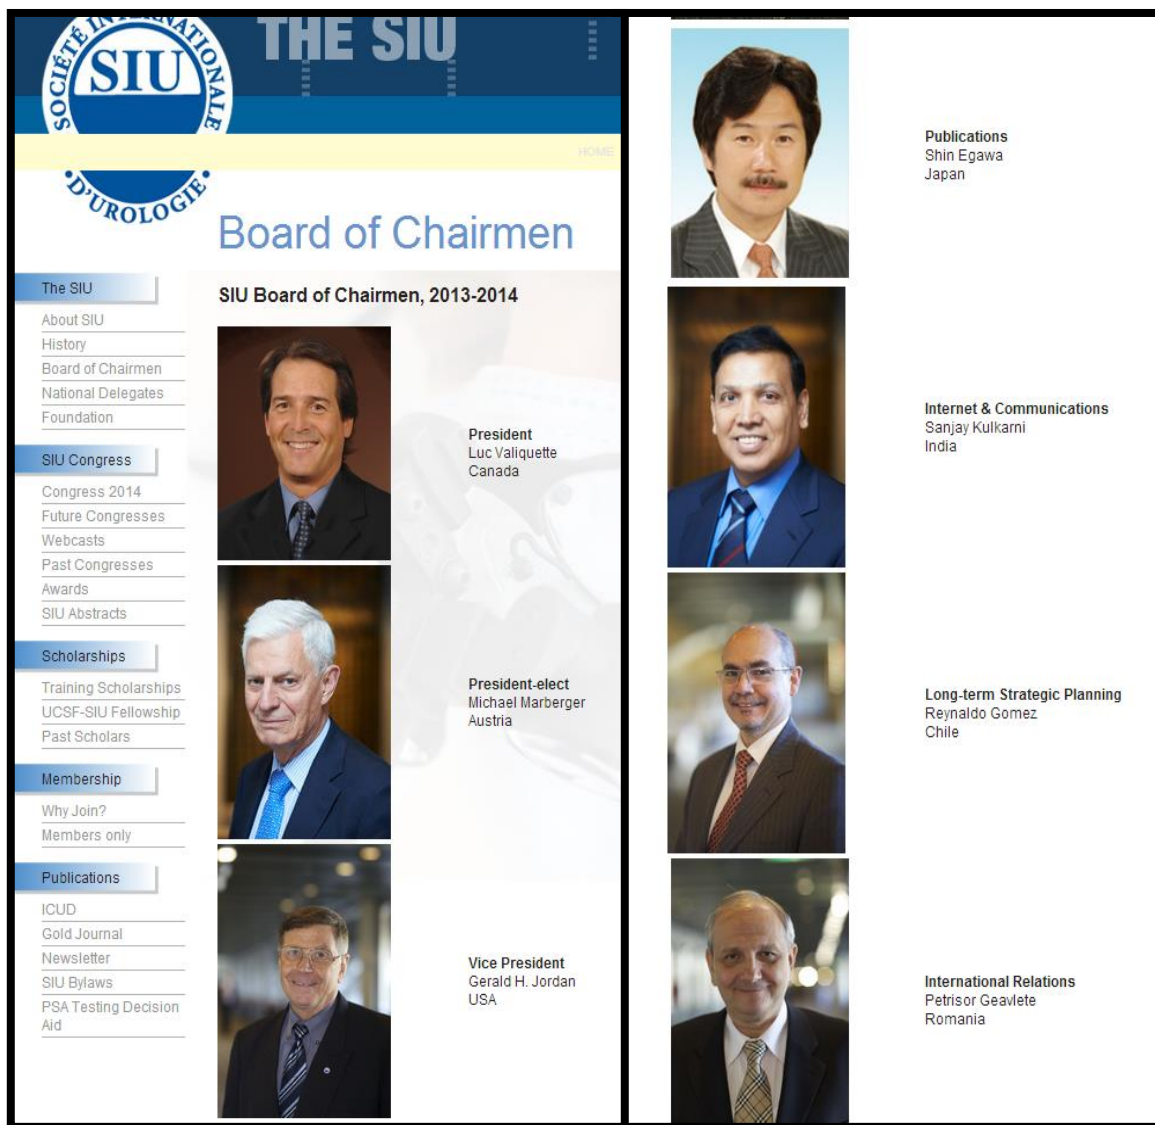 SOCIÉTÉ INTERNATIONALE
SIU
D'UROLOGIE
THE SIU
HOME
Board of Chairmen
The SIU
About SIU
History
Board of Chairmen
National Delegates
Foundation
SIU Congress
Congress 2014
Future Congresses
Webcasts
Past Congresses
Awards
SIU Abstracts
Scholarships
Training Scholarships
UCSF-SIU Fellowship
Past Scholars
Membership
Why Join?
Members only
Publications
ICUD
Gold Journal
Newsletter
SIU Bylaws
PSA Testing Decision
Aid
SIU Board of Chairmen, 2013-2014
President
Luc Valiquette
Canada
President-elect
Michael Marberger
Austria
Vice President
Gerald H. Jordan
USA
Publications
Shin Egawa
Japan
Internet & Communications
Sanjay Kulkarni
India
Long-term Strategic Planning
Reynaldo Gomez
Chile
International Relations
Petrisor Geavlete
Romania